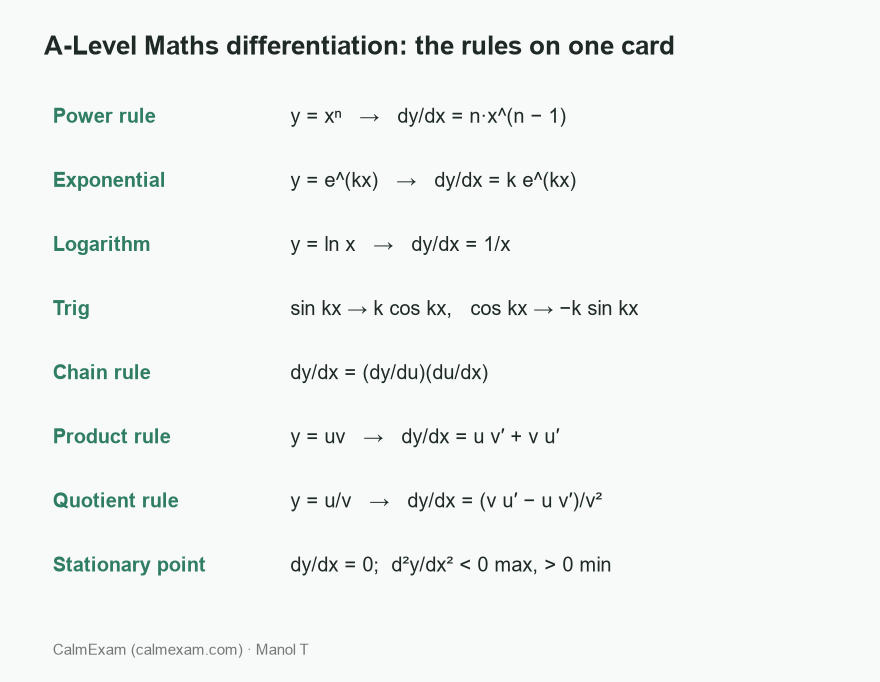 A-Level Maths differentiation: the rules on one card
Power rule y = xⁿ → dy/dx = n·x^(n − 1)
Exponential y = e^(kx) → dy/dx = k e^(kx)
Logarithm y = ln x → dy/dx = 1/x
Trig sin kx → k cos kx, cos kx → −k sin kx
Chain rule dy/dx = (dy/du)(du/dx)
Product rule y = uv → dy/dx = u v′ + v u′
Quotient rule y = u/v → dy/dx = (v u′ − u v′)/v²
Stationary point dy/dx = 0; d²y/dx² < 0 max, > 0 min
CalmExam (calmexam.com) · Manol T